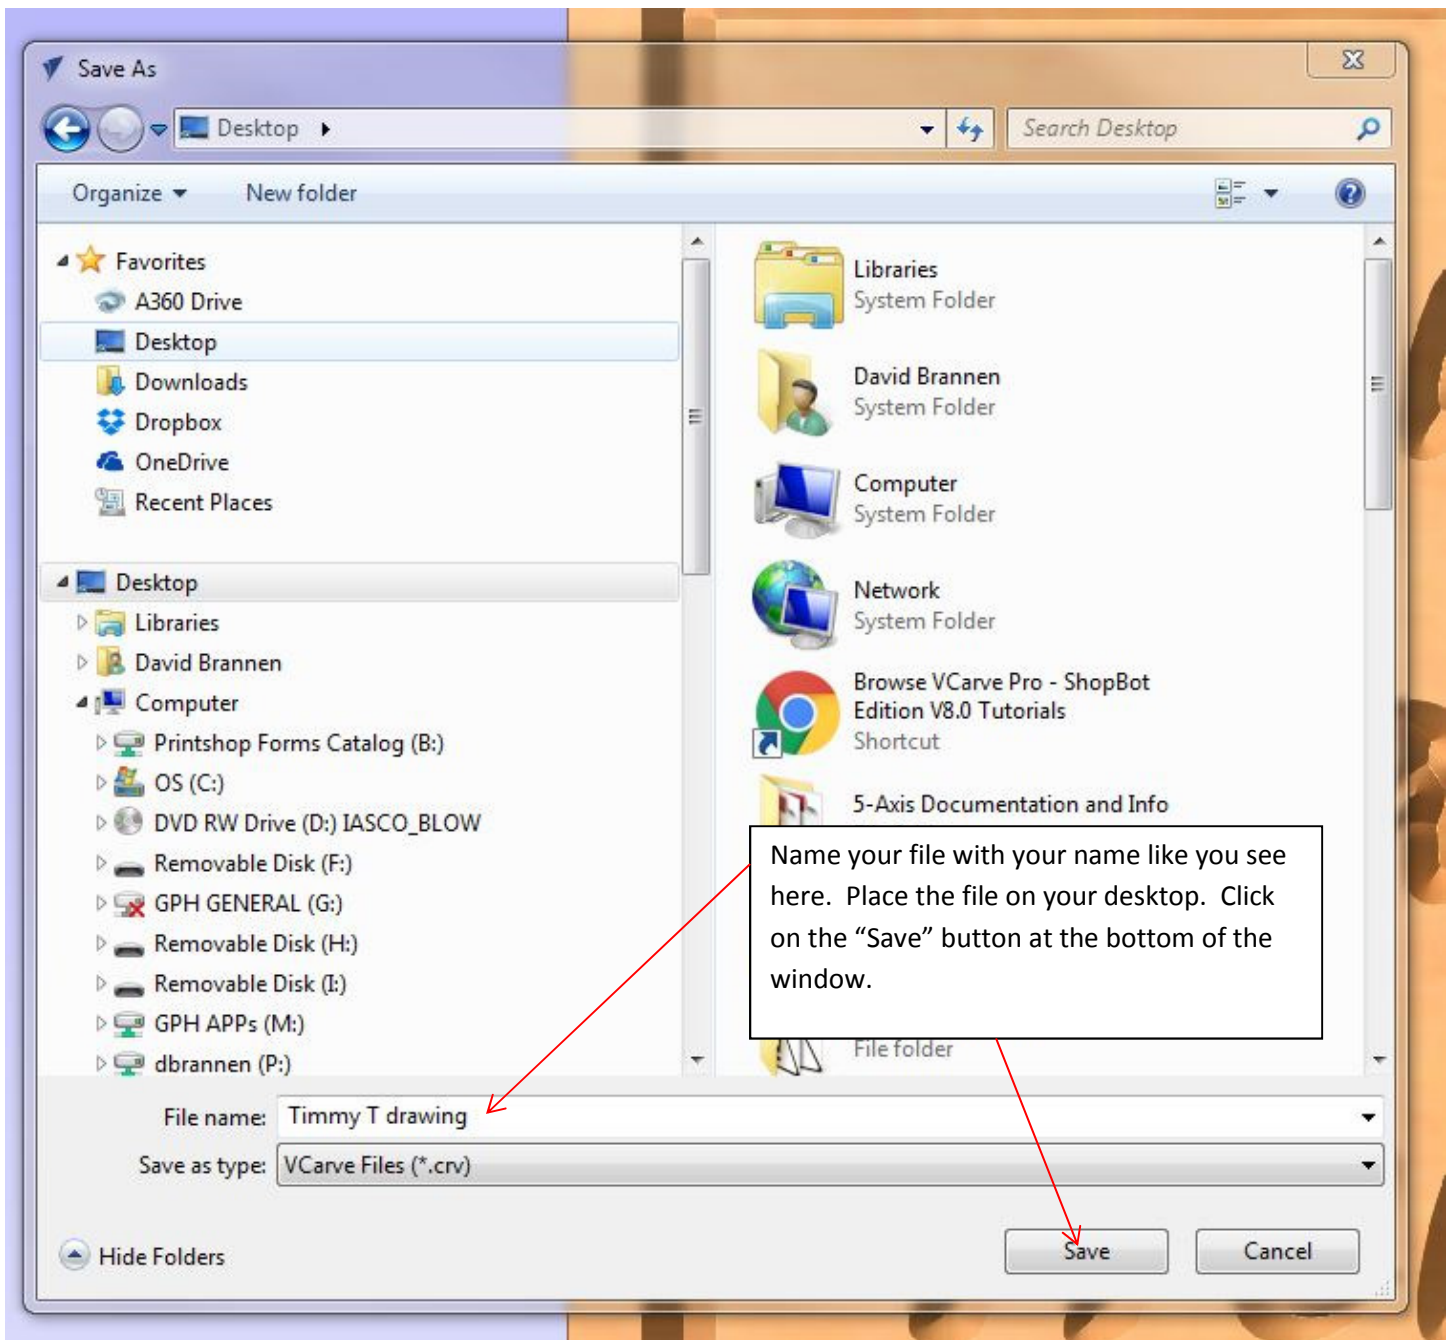 Save As
Desktop
Search Desktop
Organize
New folder
Favorites
A360 Drive
Desktop
Downloads
Dropbox
OneDrive
Recent Places
Desktop
Libraries
David Brannen
Computer
Printshop Forms Catalog (B:)
OS (C:)
DVD RW Drive (D:) IASCO_BLOW
Removable Disk (F:)
GPH GENERAL (G:)
Removable Disk (H:)
Removable Disk (I:)
GPH APPs (M:)
dbrannen (P:)
Libraries
System Folder
David Brannen
System Folder
Computer
System Folder
Network
System Folder
Browse VCarve Pro - ShopBot
Edition V8.0 Tutorials
Shortcut
5-Axis Documentation and Info
Name your file with your name like you see
here.  Place the file on your desktop.  Click
on the “Save” button at the bottom of the
window.
File folder
File name: Timmy T drawing
Save as type: VCarve Files (*.crv)
Hide Folders
Save
Cancel